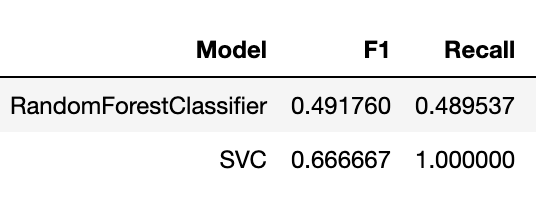 Model F1 Recall
RandomForestClassifier 0.491760 0.489537
SVC 0.666667 1.000000